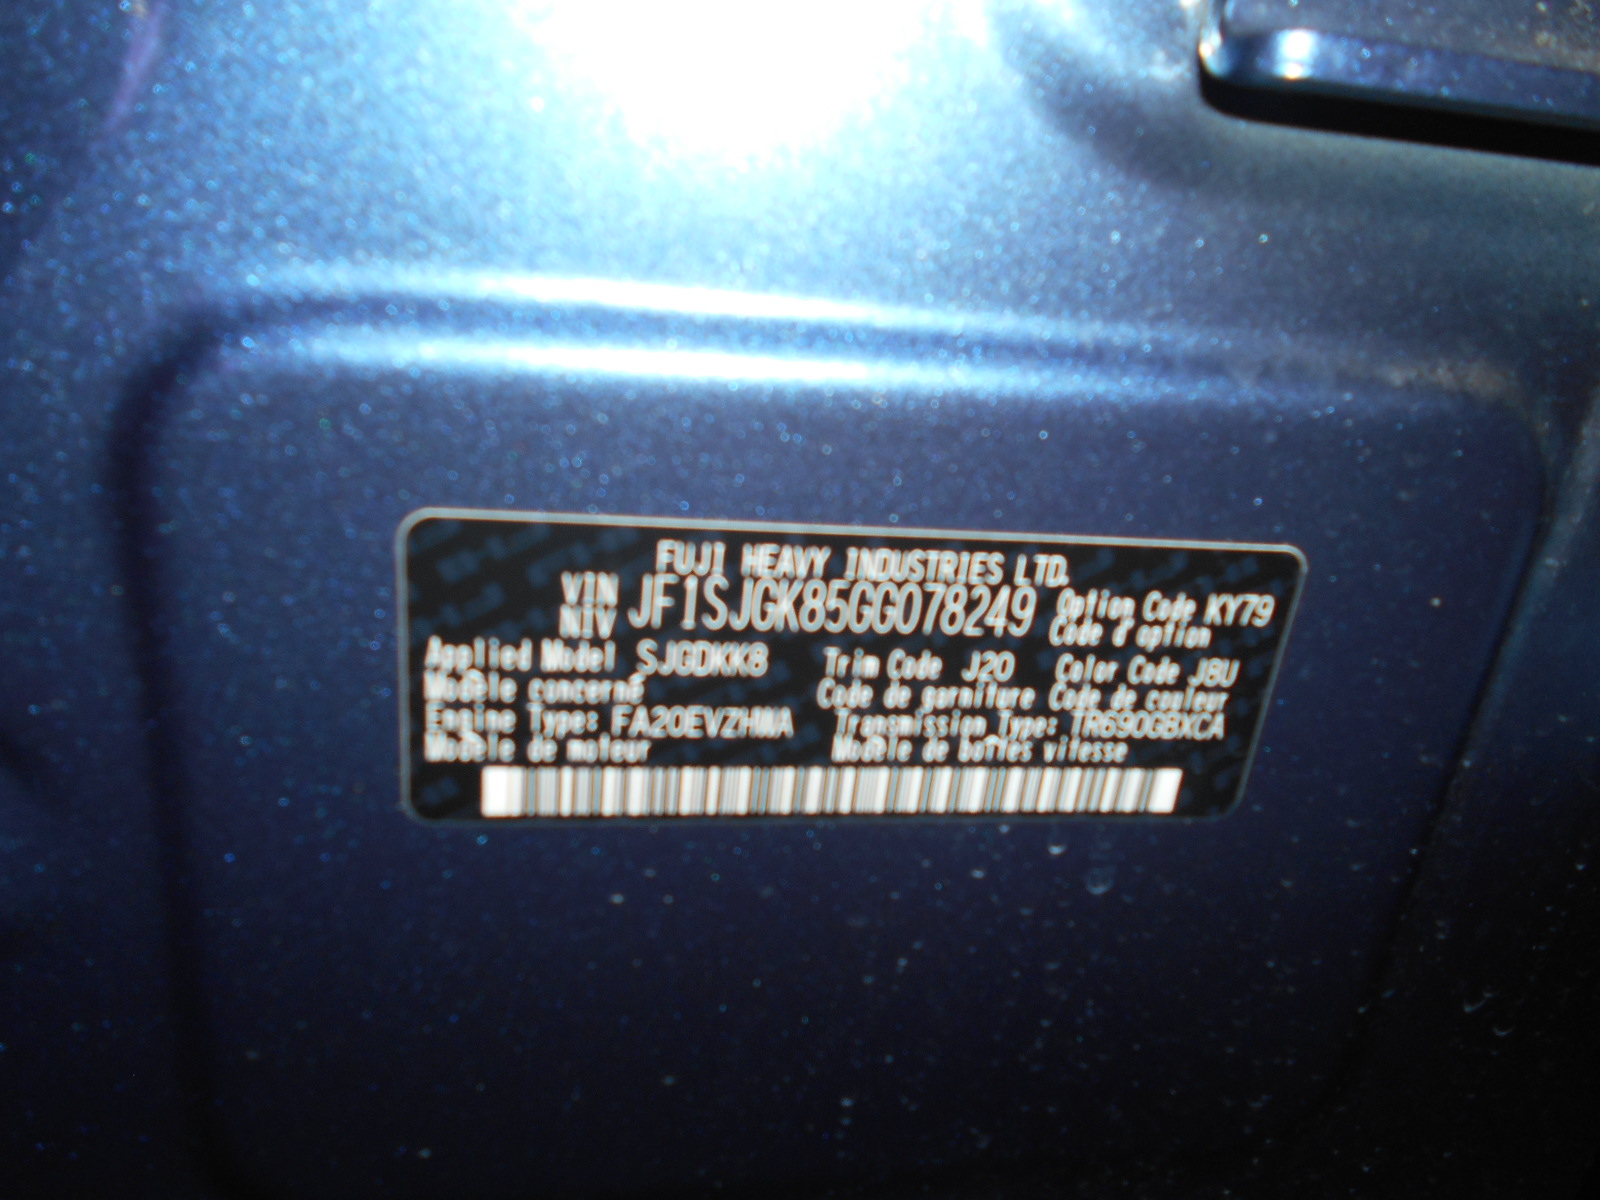 FUJI HEAVY INDUSTRIES LTD.
VIN
NIV JF1SJGK85GG078249 Option Code KY79
Code d'option
Applied Model SJGDKK8 Trim Code J20 Color Code J8U
Modèle concerné Code de garniture Code de couleur
Engine Type: FA20EVZHMA Transmission Type: TR690GBXCA
Modèle de moteur Modèle de boîtes vitesse